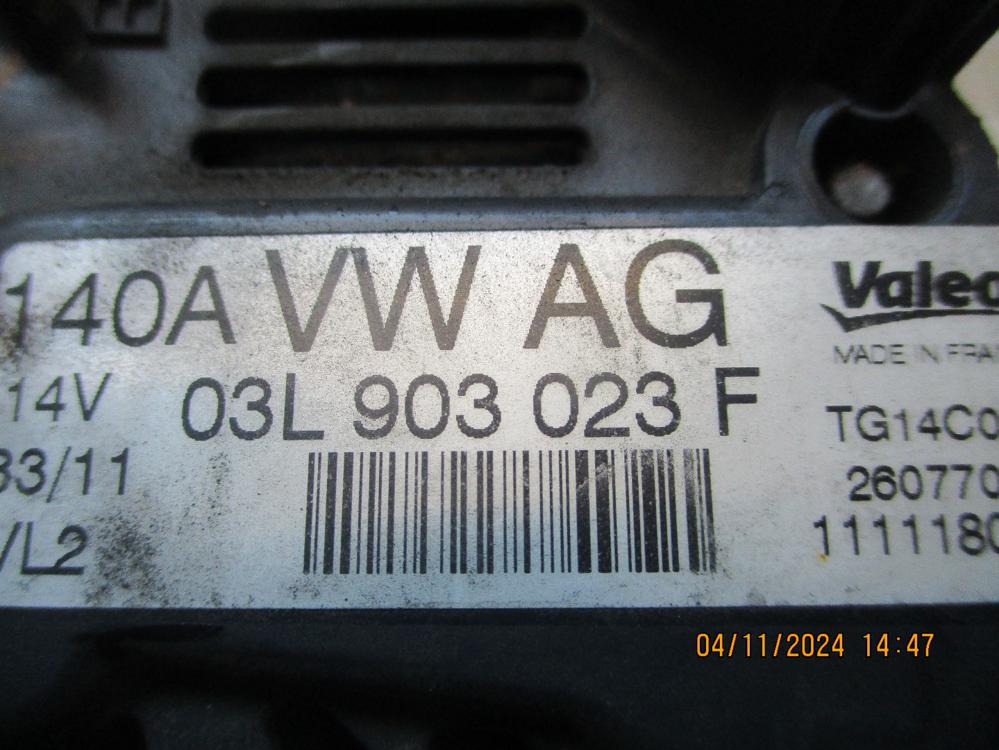 140A VW AG Valeo
14V 03L 903 023 F MADE IN FRA
33/11 TG14C0
/L2 260770
1111180
04/11/2024 14:47